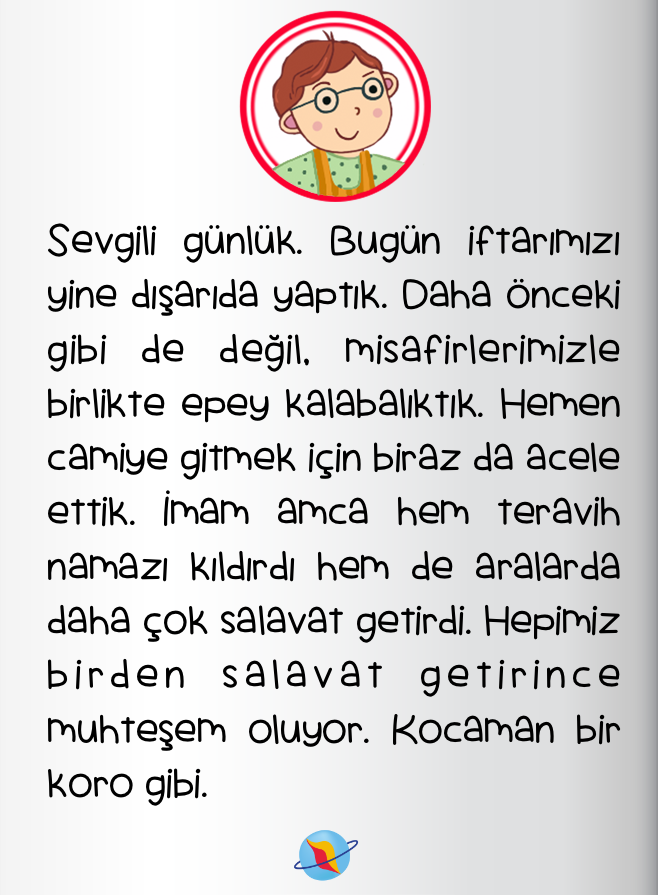 Sevgili günlük. Bugün iftarımızı
yine dışarıda yaptık. Daha önceki
gibi de değil, misafirlerimizle
birlikte epey kalabalıktık. Hemen
camiye gitmek için biraz da acele
ettik. İmam amca hem teravih
namazı kıldırdı hem de aralarda
daha çok salavat getirdi. Hepimiz
birden salavat getirince
muhteşem oluyor. Kocaman bir
koro gibi.